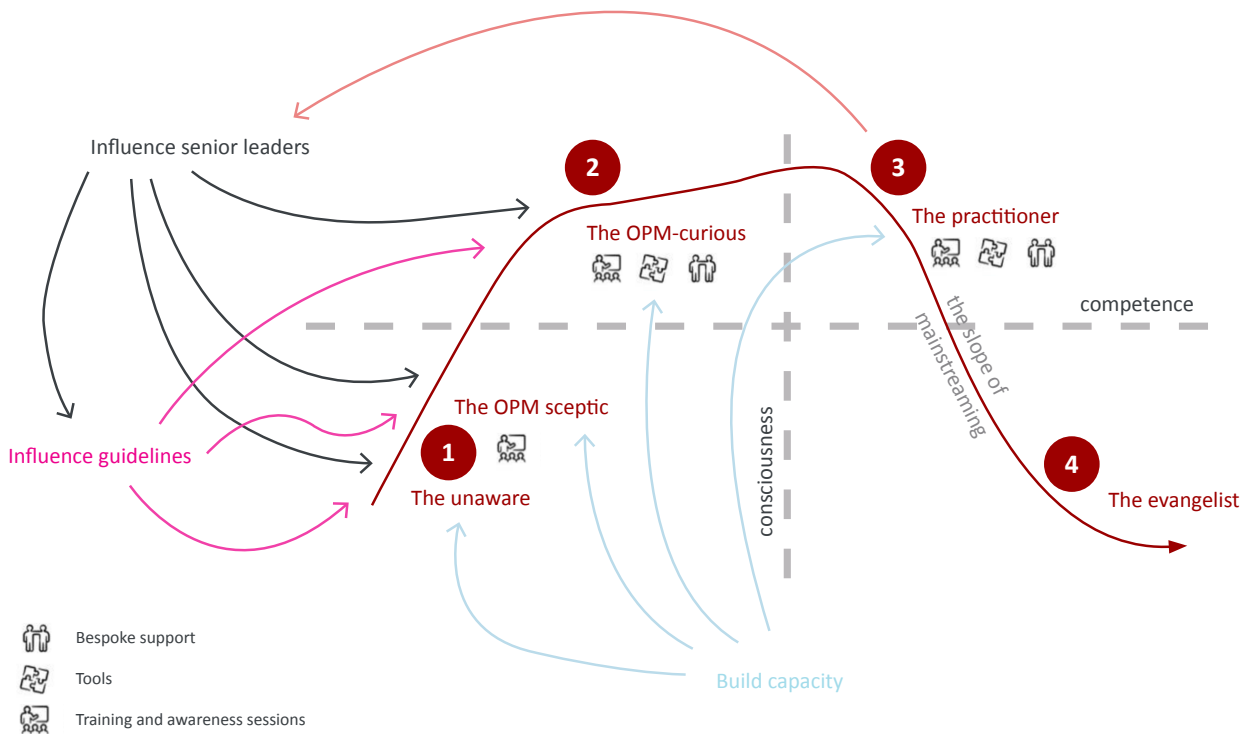 Influence senior leaders
2
3
The practitioner
The OPM-curious
competence
the slope of
mainstreaming
The OPM sceptic
Influence guidelines
1
consciousness
4
The unaware
The evangelist
Bespoke support
Tools
Build capacity
Training and awareness sessions